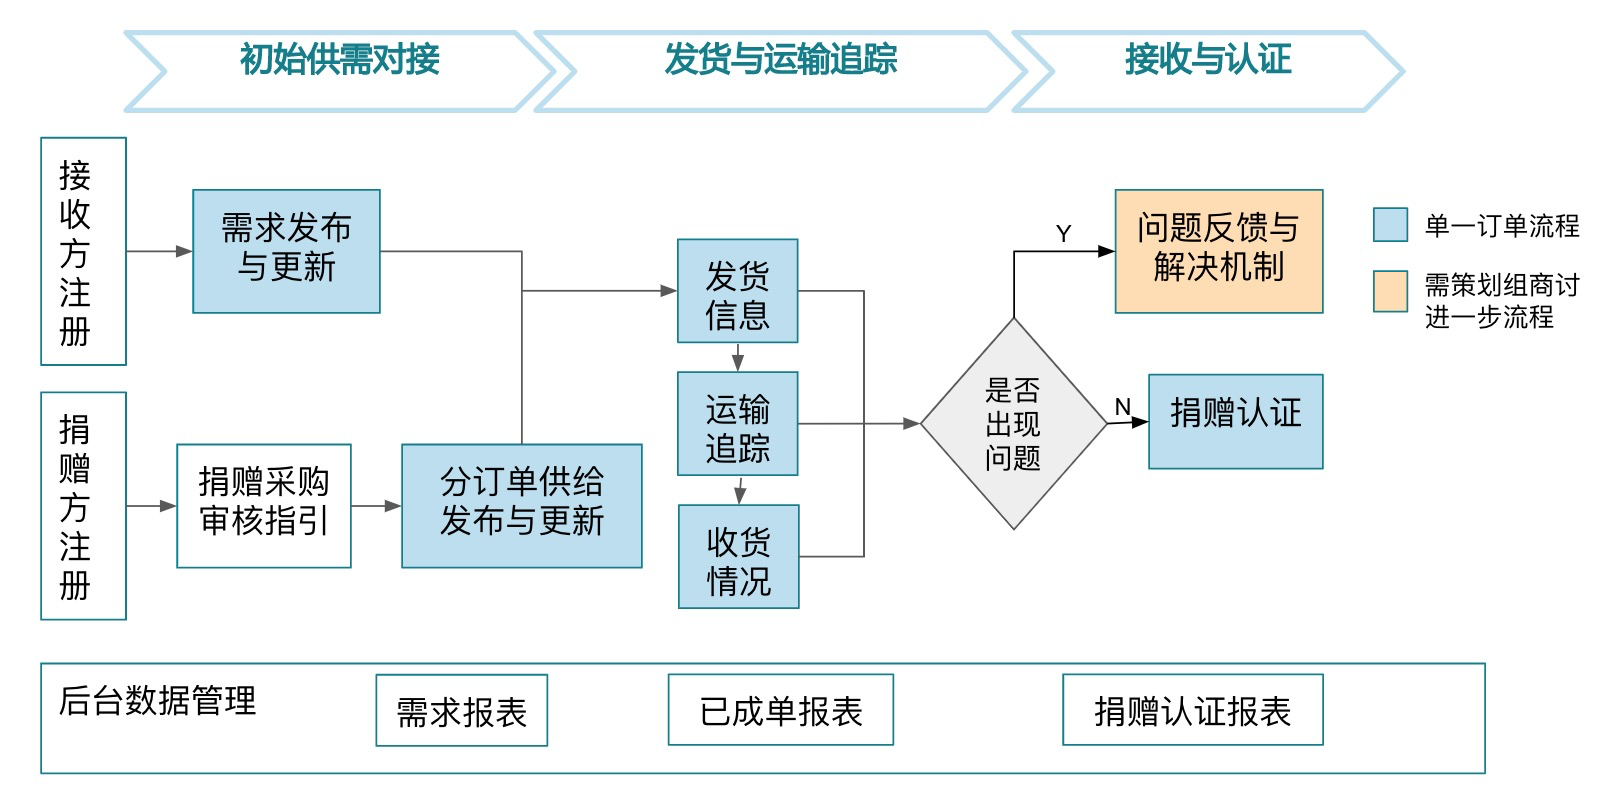 初始供需对接
发货与运输追踪
接收与认证
接
收
方
注
册
需求发布
与更新
捐
赠
方
注
册
捐赠采购
审核指引
分订单供给
发布与更新
发货
信息
运输
追踪
收货
情况
是否
出现
问题
Y
N
问题反馈与
解决机制
捐赠认证
单一订单流程
需策划组商讨
进一步流程
后台数据管理
需求报表
已成单报表
捐赠认证报表